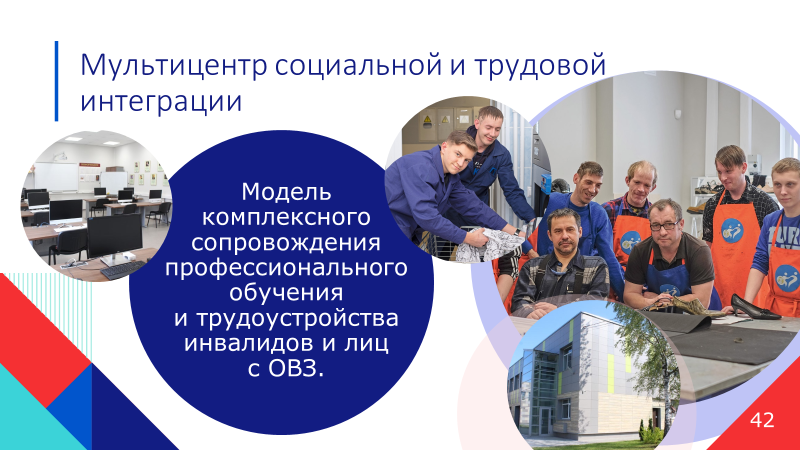 Мультицентр социальной и трудовой
интеграции
Модель
комплексного
сопровождения
профессионального
обучения
и трудоустройства
инвалидов и лиц
с ОВЗ.
42